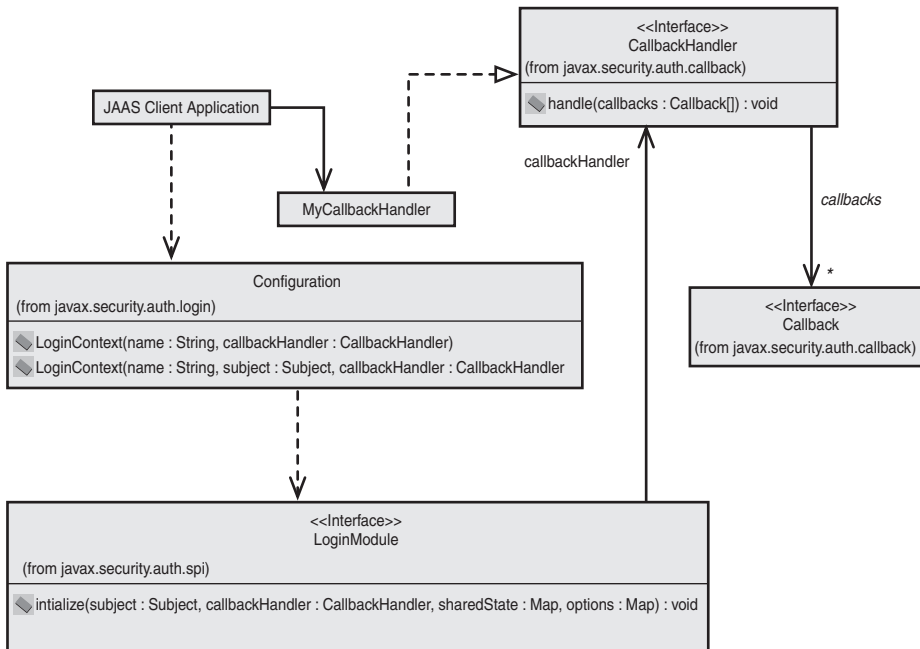 <<Interface>>
CallbackHandler
(from javax.security.auth.callback)
handle(callbacks : Callback[]) : void
JAAS Client Application
MyCallbackHandler
callbackHandler
callbacks
*
Configuration
(from javax.security.auth.login)
LoginContext(name : String, callbackHandler : CallbackHandler)
LoginContext(name : String, subject : Subject, callbackHandler : CallbackHandler
<<Interface>>
Callback
(from javax.security.auth.callback)
<<Interface>>
LoginModule
(from javax.security.auth.spi)
intialize(subject : Subject, callbackHandler : CallbackHandler, sharedState : Map, options : Map) : void